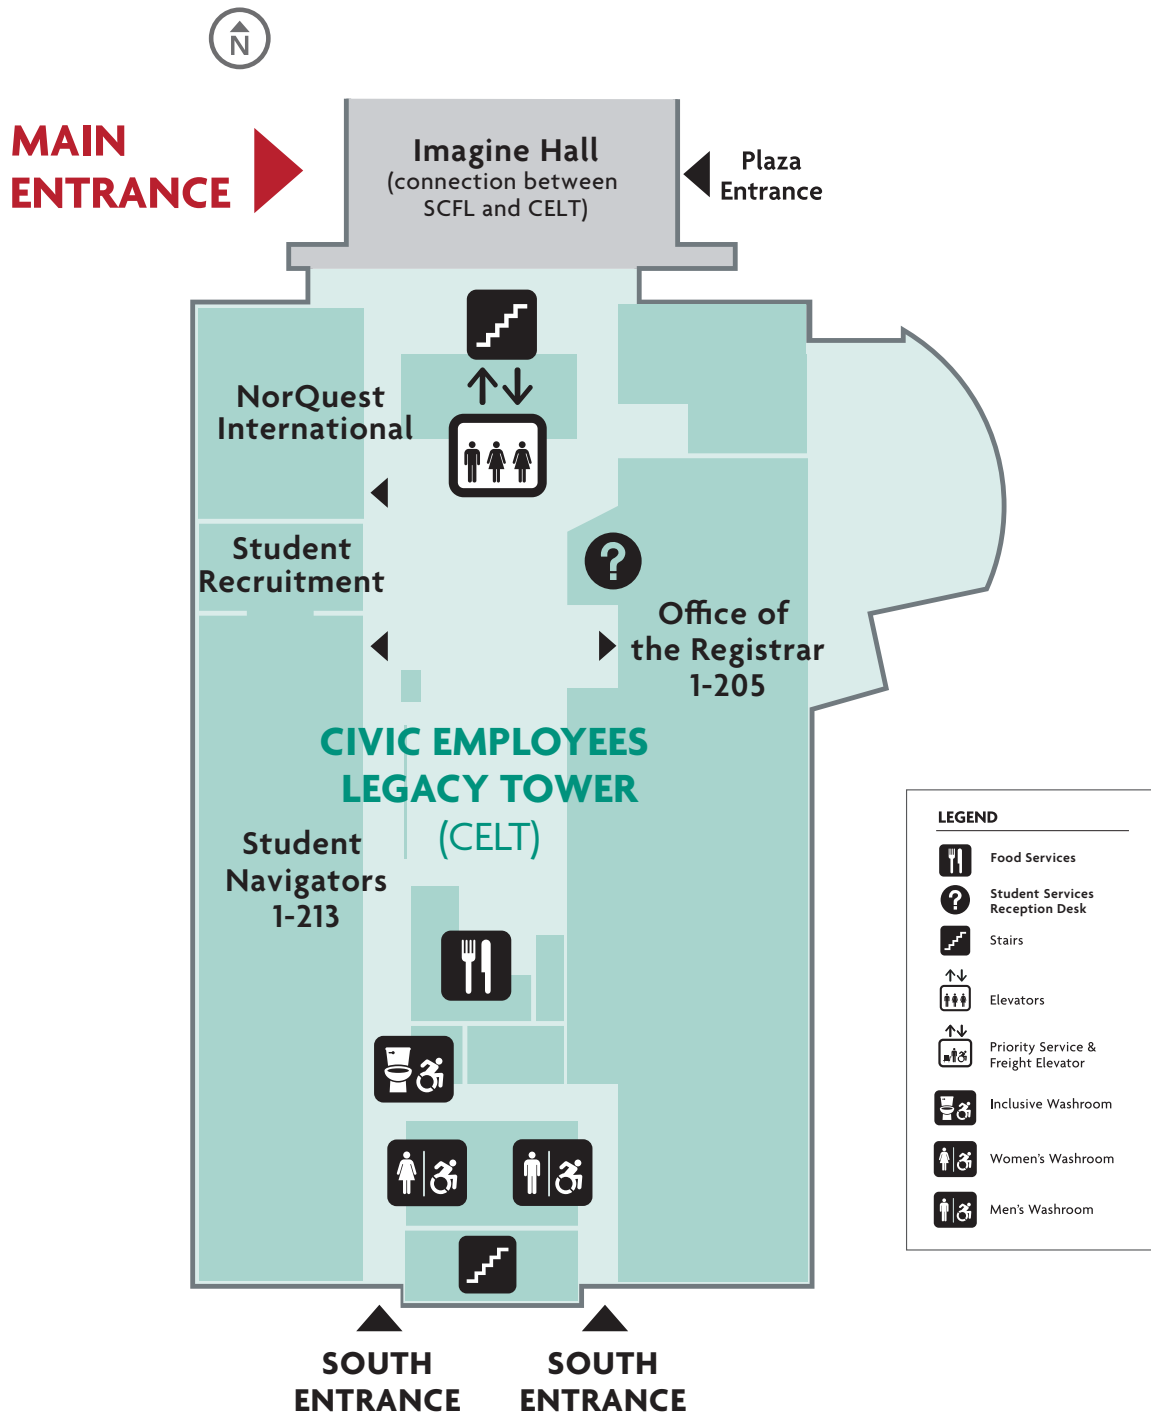 N
MAIN
ENTRANCE
Imagine Hall
(connection between
SCFL and CELT)
Plaza
Entrance
NorQuest
International
Student
Recruitment
?
Office of
the Registrar
1-205
CIVIC EMPLOYEES
LEGACY TOWER
(CELT)
Student
Navigators
1-213
SOUTH
ENTRANCE
SOUTH
ENTRANCE
LEGEND
Food Services
?
Student Services
Reception Desk
Stairs
Elevators
Priority Service &
Freight Elevator
Inclusive Washroom
Women's Washroom
Men's Washroom